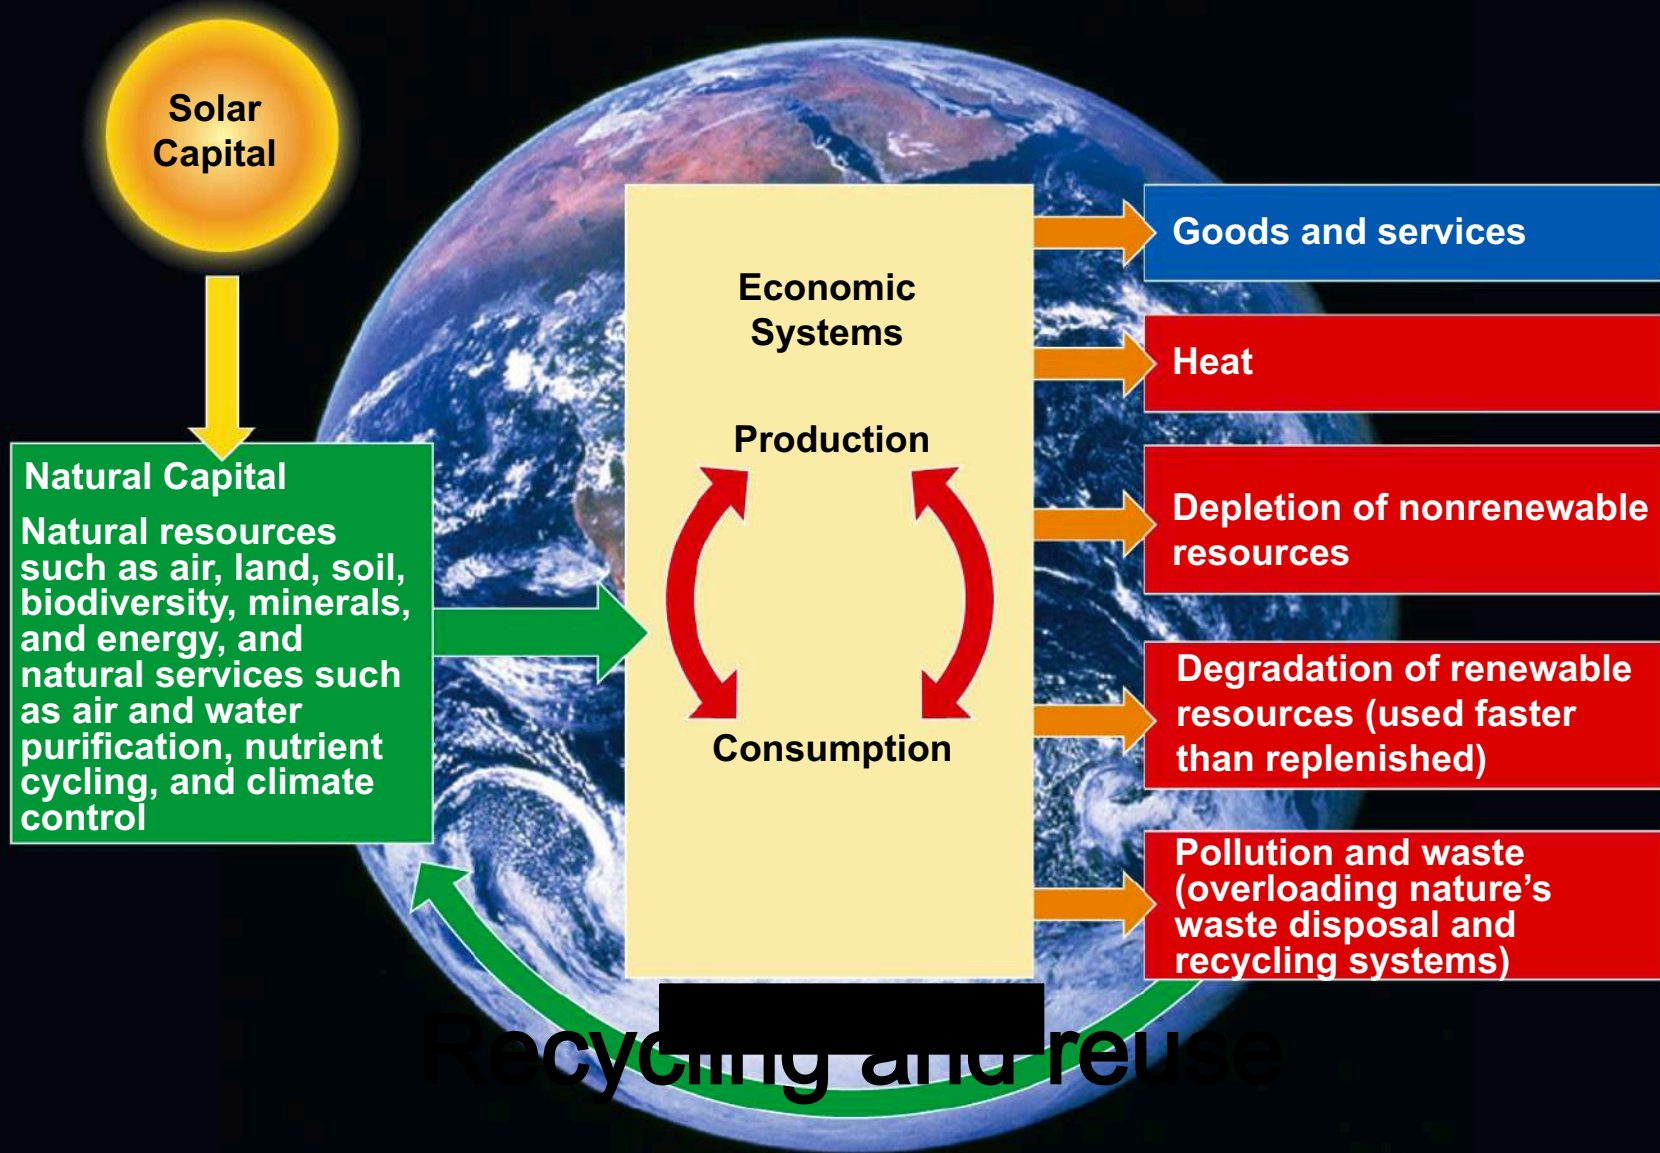 Solar
Capital
Natural Capital
Natural resources
such as air, land, soil,
biodiversity, minerals,
and energy, and
natural services such
as air and water
purification, nutrient
cycling, and climate
control
Economic
Systems
Production
Consumption
Goods and services
Heat
Depletion of nonrenewable
resources
Degradation of renewable
resources (used faster
than replenished)
Pollution and waste
(overloading nature’s
waste disposal and
recycling systems)
Recycling and reuse